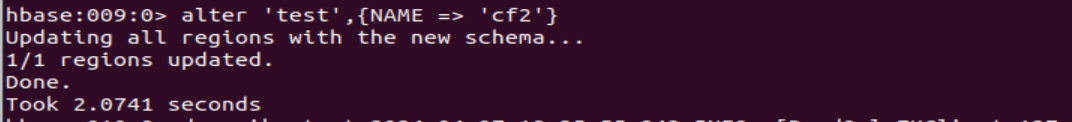 hbase:009:0> alter 'test',{NAME => 'cf2'}
Updating all regions with the new schema...
1/1 regions updated.
Done.
Took 2.0741 seconds